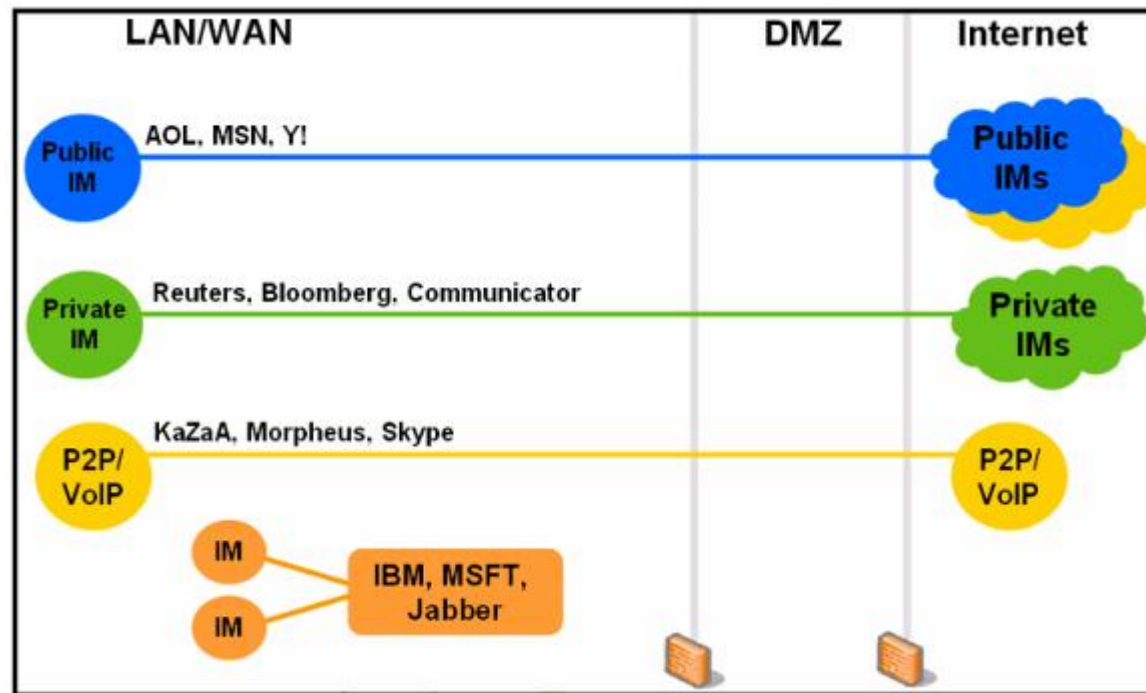 LAN/WAN
DMZ
Internet
AOL, MSN, Y!
Public
IM
Public
IMs
Reuters, Bloomberg, Communicator
Private
IM
Private
IMs
KaZaA, Morpheus, Skype
P2P/
VoIP
P2P/
VoIP
IM
IBM, MSFT,
Jabber
IM